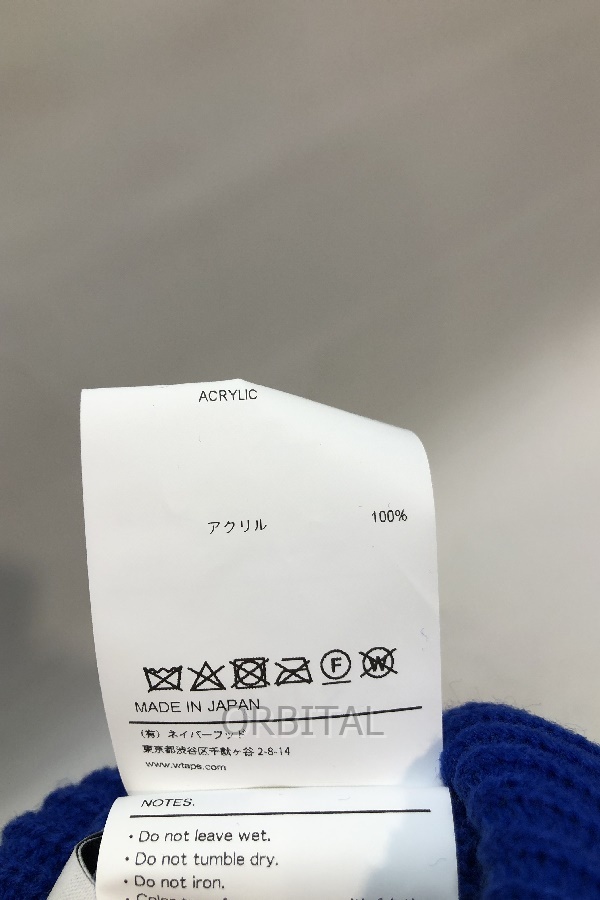 ACRYLIC
アクリル 100%
F W
MADE IN JAPAN
ORBITAL
(有) ネイバーフッド
東京都渋谷区千駄ヶ谷 2-8-14
www.wtaps.com
NOTES.
・Do not leave wet.
・Do not tumble dry.
・Do not iron.